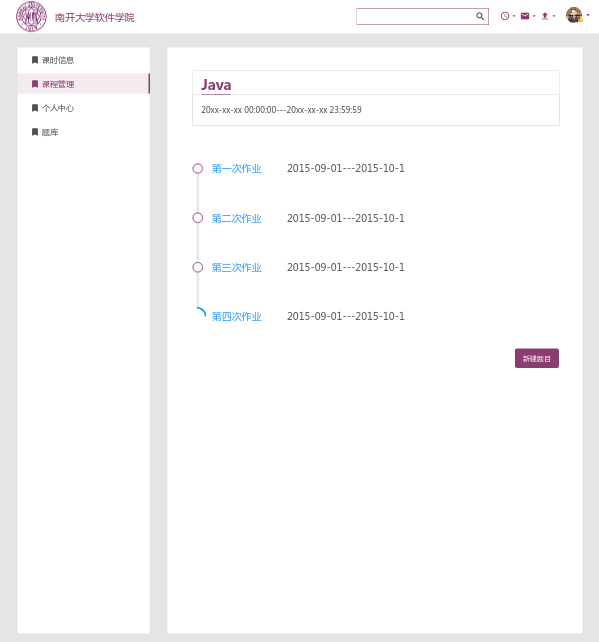 南开大学软件学院
课时信息
课程管理
个人中心
题库
Java
20xx-xx-xx 00:00:00---20xx-xx-xx 23:59:59
第一次作业 2015-09-01---2015-10-1
第二次作业 2015-09-01---2015-10-1
第三次作业 2015-09-01---2015-10-1
第四次作业 2015-09-01---2015-10-1
新建题目